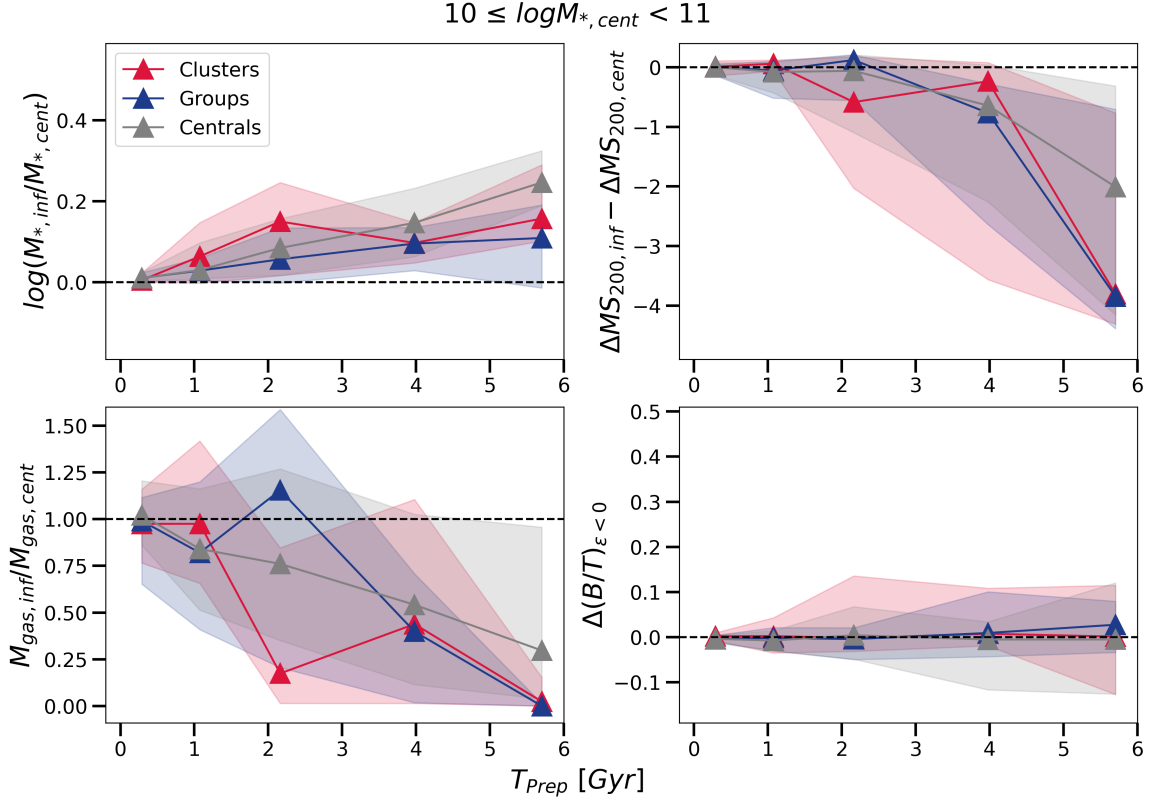 10 ≤ logM*, cent < 11
log(M*, inf/M*, cent)
0.4
0.2
0.0
Clusters
Groups
Centrals
0 1 2 3 4 5 6
ΔMS200, inf − ΔMS200, cent
0
−1
−2
−3
−4
0 1 2 3 4 5 6
Mgas, inf/Mgas, cent
1.50
1.25
1.00
0.75
0.50
0.25
0.00
0 1 2 3 4 5 6
Δ(B/T)ε < 0
0.5
0.4
0.3
0.2
0.1
0.0
−0.1
0 1 2 3 4 5 6
TPrep [Gyr]